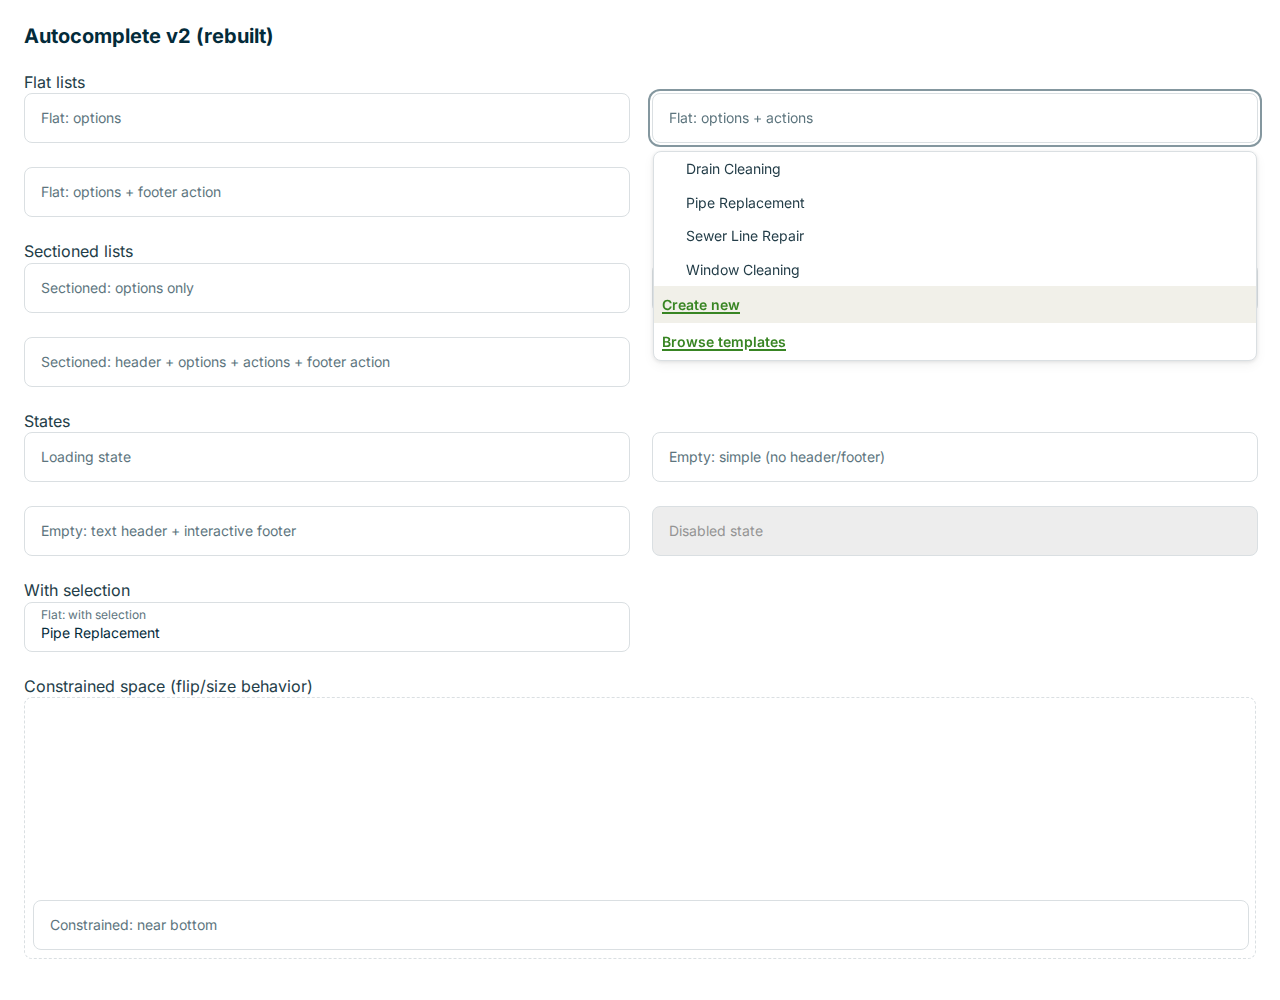 Autocomplete v2 (rebuilt)
Flat lists
Flat: options
Flat: options + actions
Drain Cleaning
Pipe Replacement
Sewer Line Repair
Window Cleaning
Create new
Browse templates
Flat: options + footer action
Sectioned lists
Sectioned: options only
Sectioned: header + options + actions + footer action
States
Loading state
Empty: simple (no header/footer)
Empty: text header + interactive footer
Disabled state
With selection
Flat: with selection
Pipe Replacement
Constrained space (flip/size behavior)
Constrained: near bottom